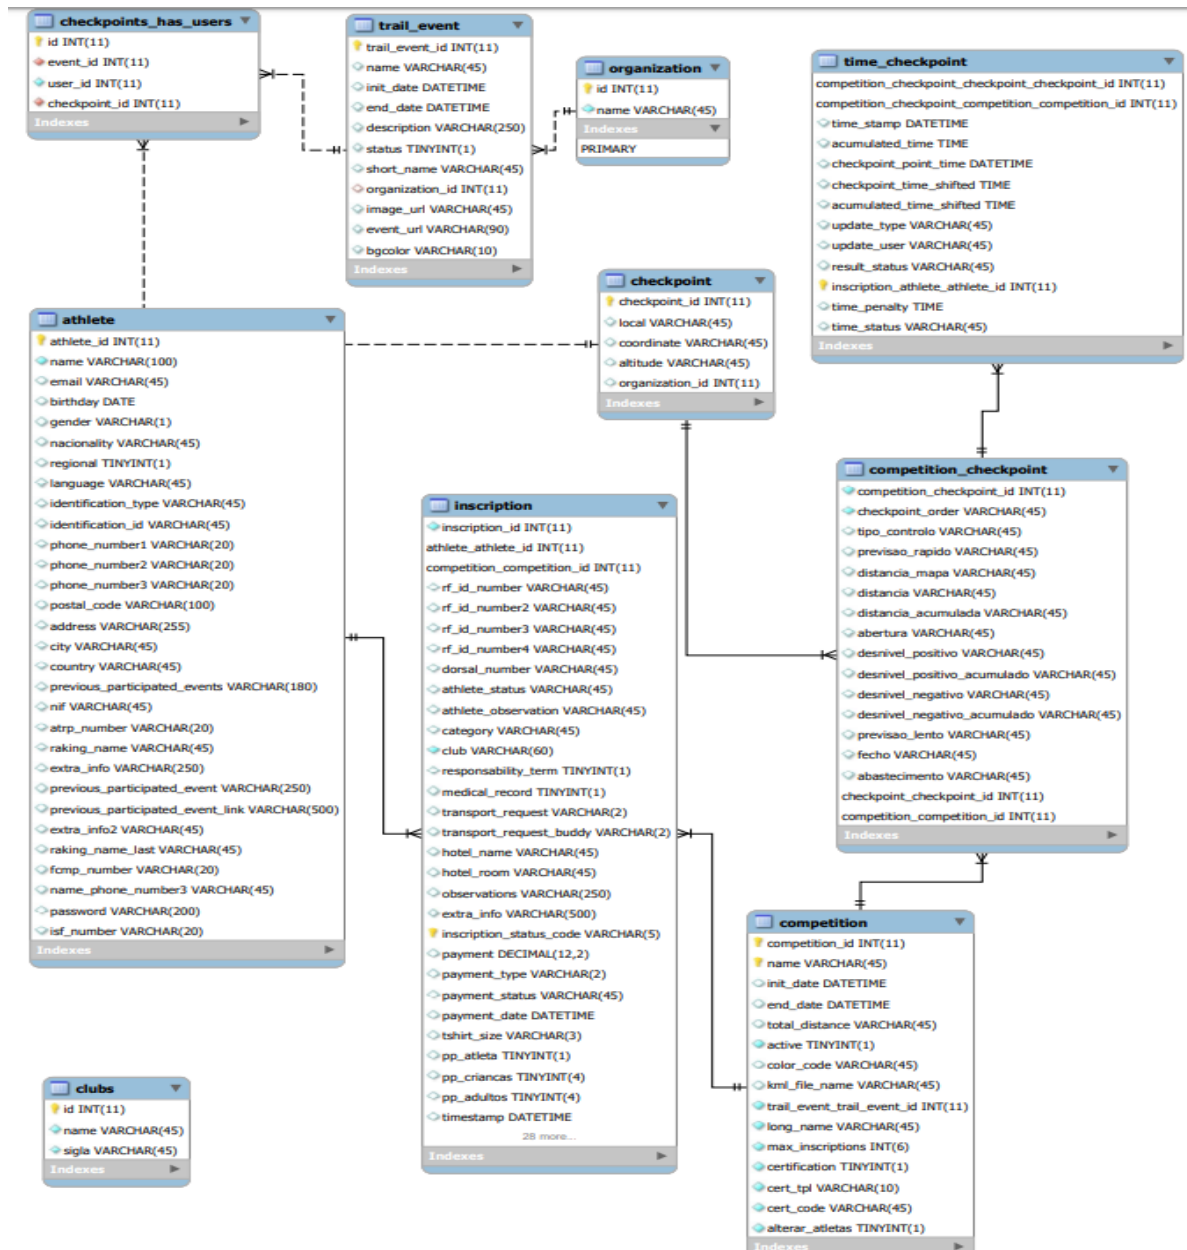 checkpoints_has_users
id INT(11)
event_id INT(11)
user_id INT(11)
checkpoint_id INT(11)
Indexes
trail_event
trail_event_id INT(11)
name VARCHAR(45)
init_date DATETIME
end_date DATETIME
description VARCHAR(250)
status TINYINT(1)
short_name VARCHAR(45)
organization_id INT(11)
image_url VARCHAR(45)
event_url VARCHAR(90)
bgcolor VARCHAR(10)
Indexes
organization
id INT(11)
name VARCHAR(45)
Indexes
PRIMARY
time_checkpoint
competition_checkpoint_checkpoint_checkpoint_id INT(11)
competition_checkpoint_competition_competition_id INT(11)
time_stamp DATETIME
acumulated_time TIME
checkpoint_point_time DATETIME
checkpoint_time_shifted TIME
acumulated_time_shifted TIME
update_type VARCHAR(45)
update_user VARCHAR(45)
result_status VARCHAR(45)
inscription_athlete_athlete_id INT(11)
time_penalty TIME
time_status VARCHAR(45)
Indexes
checkpoint
checkpoint_id INT(11)
local VARCHAR(45)
coordinate VARCHAR(45)
altitude VARCHAR(45)
organization_id INT(11)
Indexes
athlete
athlete_id INT(11)
name VARCHAR(100)
email VARCHAR(45)
birthday DATE
gender VARCHAR(1)
nacionality VARCHAR(45)
regional TINYINT(1)
language VARCHAR(45)
identification_type VARCHAR(45)
identification_id VARCHAR(45)
phone_number1 VARCHAR(20)
phone_number2 VARCHAR(20)
phone_number3 VARCHAR(20)
postal_code VARCHAR(100)
address VARCHAR(255)
city VARCHAR(45)
country VARCHAR(45)
previous_participated_events VARCHAR(180)
nif VARCHAR(45)
atrp_number VARCHAR(20)
raking_name VARCHAR(45)
extra_info VARCHAR(250)
previous_participated_event VARCHAR(250)
previous_participated_event_link VARCHAR(500)
extra_info2 VARCHAR(45)
raking_name_last VARCHAR(45)
fcmp_number VARCHAR(20)
name_phone_number3 VARCHAR(45)
password VARCHAR(200)
isf_number VARCHAR(20)
Indexes
inscription
inscription_id INT(11)
athlete_athlete_id INT(11)
competition_competition_id INT(11)
rf_id_number VARCHAR(45)
rf_id_number2 VARCHAR(45)
rf_id_number3 VARCHAR(45)
rf_id_number4 VARCHAR(45)
dorsal_number VARCHAR(45)
athlete_status VARCHAR(45)
athlete_observation VARCHAR(45)
category VARCHAR(45)
club VARCHAR(60)
responsability_term TINYINT(1)
medical_record TINYINT(1)
transport_request VARCHAR(2)
transport_request_buddy VARCHAR(2)
hotel_name VARCHAR(45)
hotel_room VARCHAR(45)
observations VARCHAR(250)
extra_info VARCHAR(500)
inscription_status_code VARCHAR(5)
payment DECIMAL(12,2)
payment_type VARCHAR(2)
payment_status VARCHAR(45)
payment_date DATETIME
tshirt_size VARCHAR(3)
pp_atleta TINYINT(1)
pp_criancas TINYINT(4)
pp_adultos TINYINT(4)
timestamp DATETIME
28 more...
Indexes
competition_checkpoint
competition_checkpoint_id INT(11)
checkpoint_order VARCHAR(45)
tipo_controlo VARCHAR(45)
previsao_rapido VARCHAR(45)
distancia_mapa VARCHAR(45)
distancia VARCHAR(45)
distancia_acumulada VARCHAR(45)
abertura VARCHAR(45)
desnivel_positivo VARCHAR(45)
desnivel_positivo_acumulado VARCHAR(45)
desnivel_negativo VARCHAR(45)
desnivel_negativo_acumulado VARCHAR(45)
previsao_lento VARCHAR(45)
fecho VARCHAR(45)
abastecimento VARCHAR(45)
checkpoint_checkpoint_id INT(11)
competition_competition_id INT(11)
Indexes
competition
competition_id INT(11)
name VARCHAR(45)
init_date DATETIME
end_date DATETIME
total_distance VARCHAR(45)
active TINYINT(1)
color_code VARCHAR(45)
kml_file_name VARCHAR(45)
trail_event_trail_event_id INT(11)
long_name VARCHAR(45)
max_inscriptions INT(6)
certification TINYINT(1)
cert_tpl VARCHAR(10)
cert_code VARCHAR(45)
alterar_atletas TINYINT(1)
Indexes
clubs
id INT(11)
name VARCHAR(45)
sigla VARCHAR(45)
Indexes